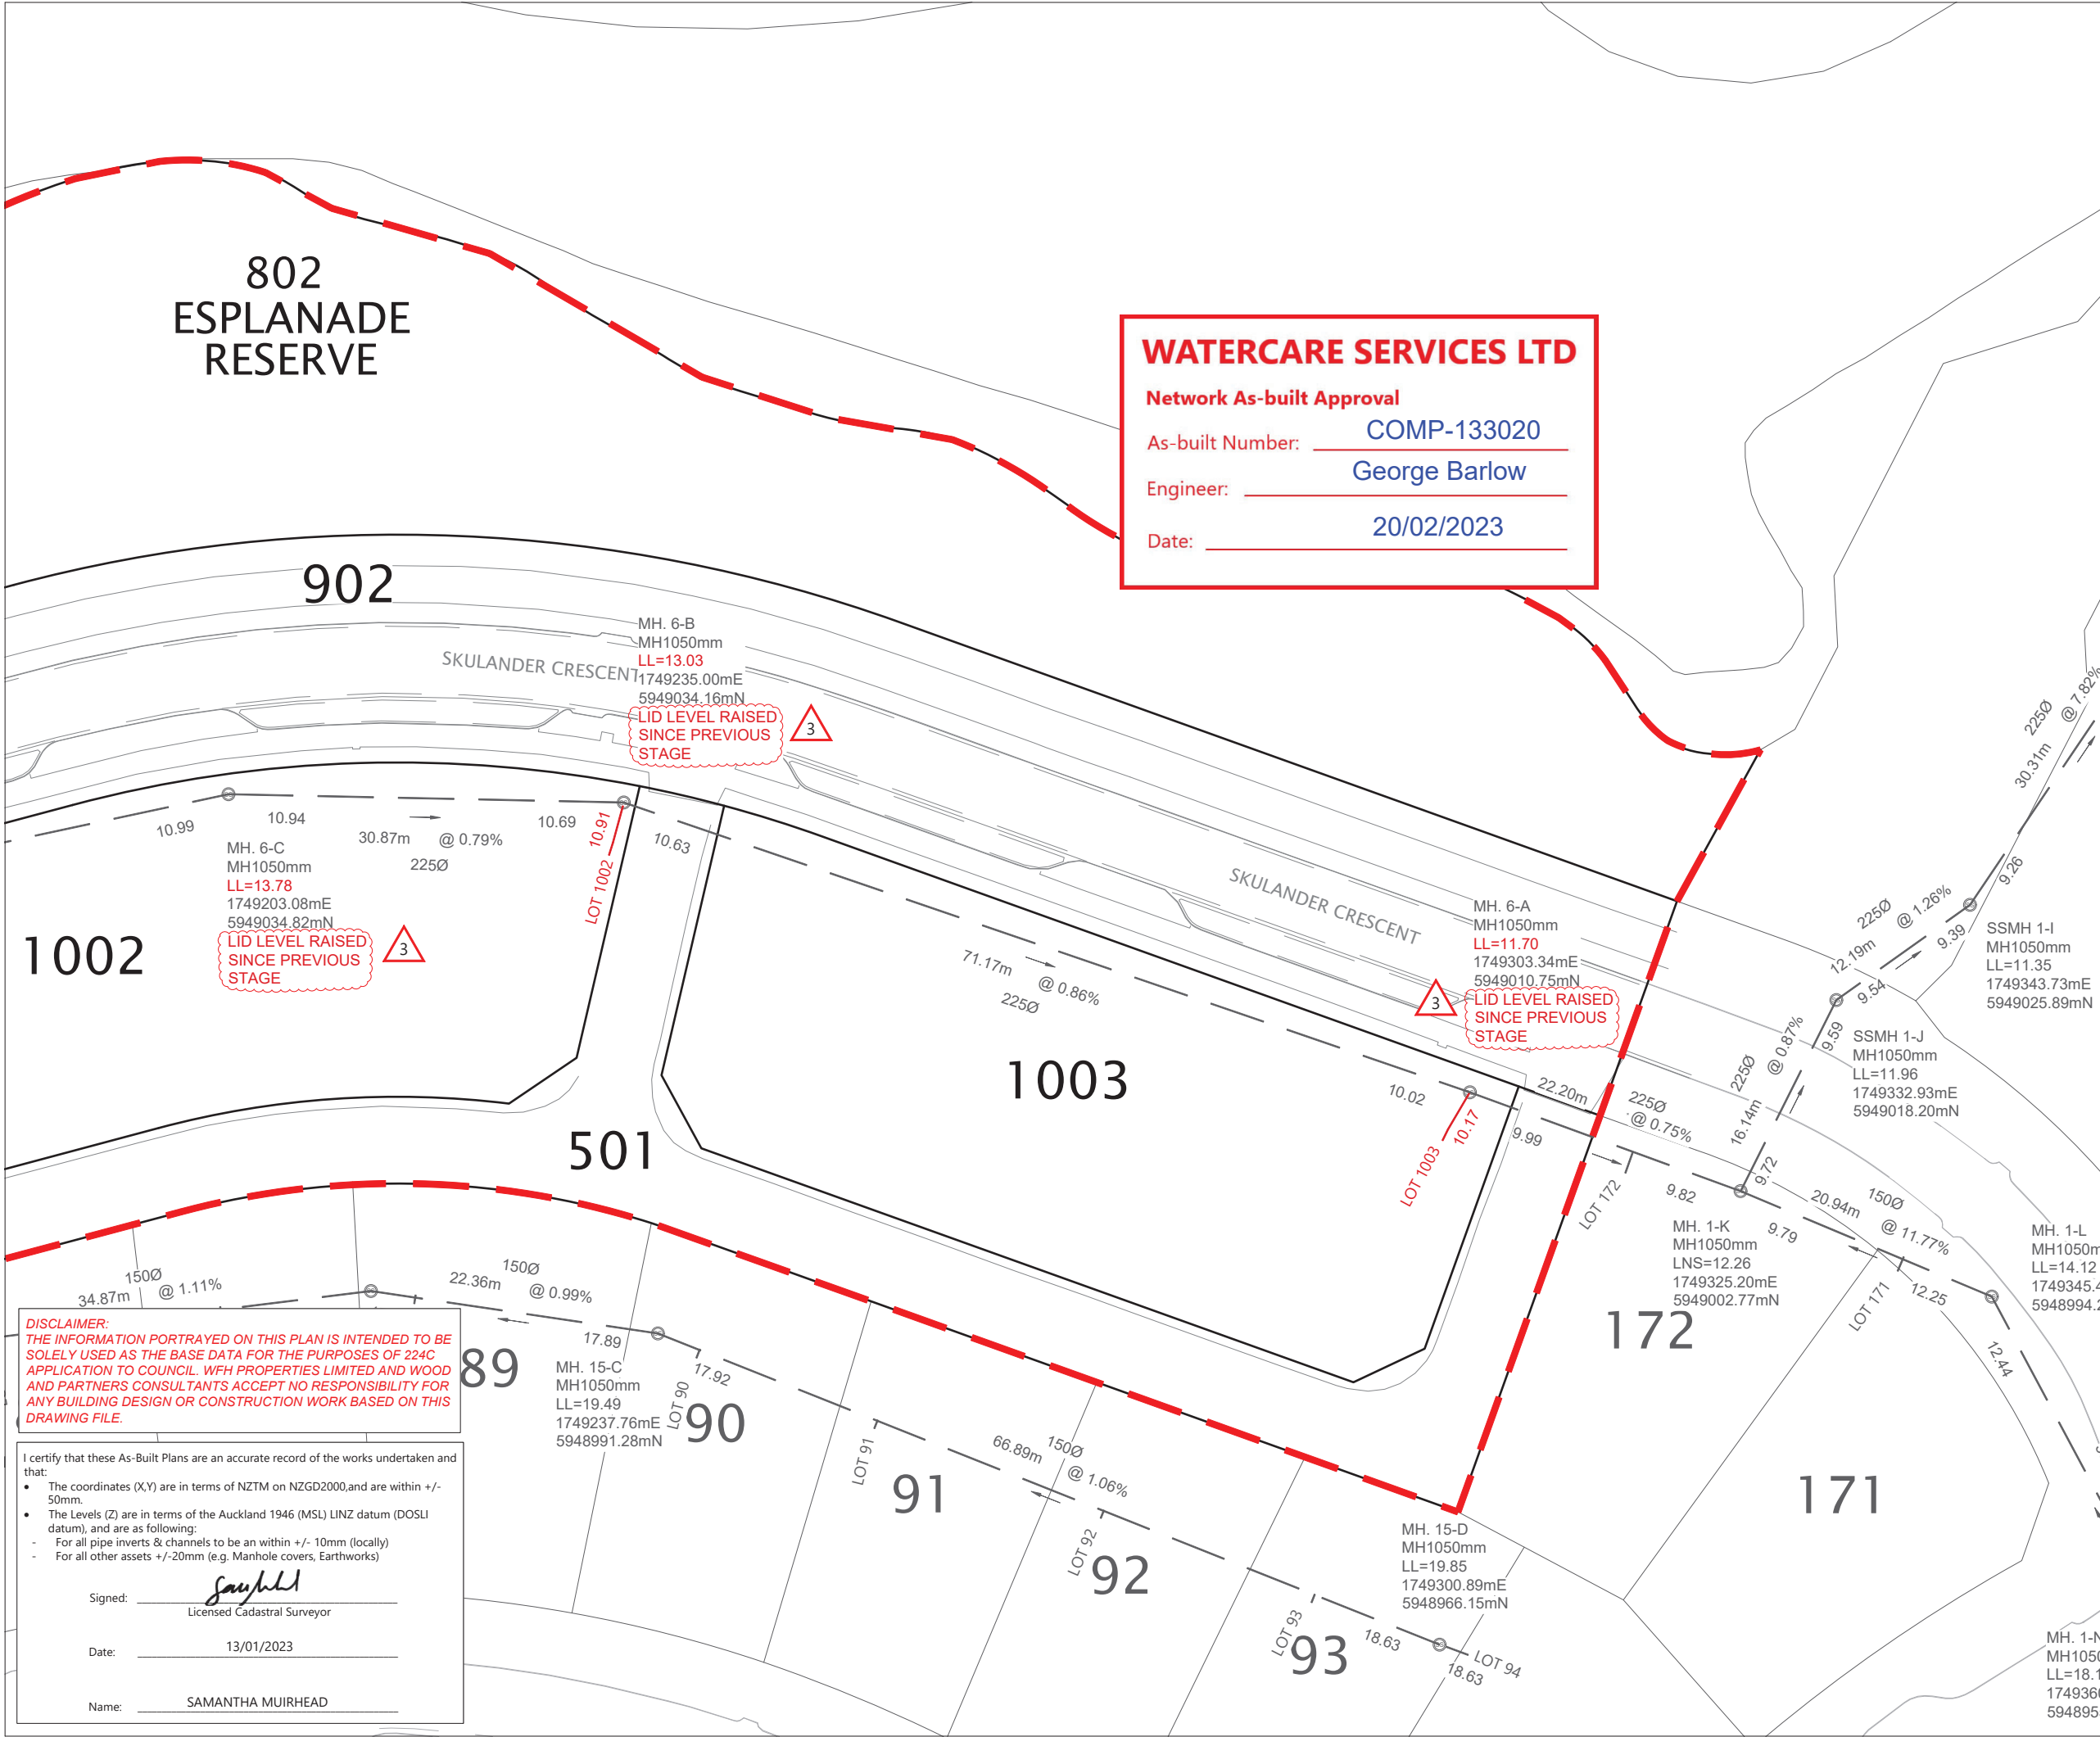 802
ESPLANADE
RESERVE
WATERCARE SERVICES LTD
Network As-built Approval
As-built Number: COMP-133020
Engineer: George Barlow
Date: 20/02/2023
902
SKULANDER CRESCENT
MH. 6-B
MH1050mm
LL=13.03
1749235.00mE
5949034.16mN
LID LEVEL RAISED
SINCE PREVIOUS
STAGE
3
10.99
10.94
30.87m
@ 0.79%
225Ø
10.69
10.91
LOT 1002
10.63
MH. 6-C
MH1050mm
LL=13.78
1749203.08mE
5949034.82mN
LID LEVEL RAISED
SINCE PREVIOUS
STAGE
3
1002
SKULANDER CRESCENT
71.17m
@ 0.86%
225Ø
1003
MH. 6-A
MH1050mm
LL=11.70
1749303.34mE
5949010.75mN
LID LEVEL RAISED
SINCE PREVIOUS
STAGE
3
10.02
10.17
LOT 1003
9.99
22.20m
225Ø
@ 0.75%
LOT 172
9.82
225Ø
@ 7.82%
30.31m
9.26
225Ø
@ 1.26%
12.19m
9.39
9.54
SSMH 1-I
MH1050mm
LL=11.35
1749343.73mE
5949025.89mN
9.59
SSMH 1-J
MH1050mm
LL=11.96
1749332.93mE
5949018.20mN
225Ø
@ 0.87%
16.14m
9.72
MH. 1-K
MH1050mm
LNS=12.26
1749325.20mE
5949002.77mN
9.79
20.94m
150Ø
@ 11.77%
LOT 171
12.25
12.44
MH. 1-L
MH1050m
LL=14.12
1749345.4
5948994.2
172
171
501
150Ø
34.87m
@ 1.11%
150Ø
22.36m
@ 0.99%
17.89
17.92
MH. 15-C
MH1050mm
LL=19.49
1749237.76mE
5948991.28mN
89
LOT 90
90
LOT 91
91
66.89m
150Ø
@ 1.06%
LOT 92
92
LOT 93
93
18.63
18.63
LOT 94
MH. 15-D
MH1050mm
LL=19.85
1749300.89mE
5948966.15mN
MH. 1-N
MH1050
LL=18.1
1749360
594895
DISCLAIMER:
THE INFORMATION PORTRAYED ON THIS PLAN IS INTENDED TO BE
SOLELY USED AS THE BASE DATA FOR THE PURPOSES OF 224C
APPLICATION TO COUNCIL. WFH PROPERTIES LIMITED AND WOOD
AND PARTNERS CONSULTANTS ACCEPT NO RESPONSIBILITY FOR
ANY BUILDING DESIGN OR CONSTRUCTION WORK BASED ON THIS
DRAWING FILE.
I certify that these As-Built Plans are an accurate record of the works undertaken and
that:
• The coordinates (X,Y) are in terms of NZTM on NZGD2000,and are within +/-
50mm.
• The Levels (Z) are in terms of the Auckland 1946 (MSL) LINZ datum (DOSLI
datum), and are as following:
- For all pipe inverts & channels to be an within +/- 10mm (locally)
- For all other assets +/-20mm (e.g. Manhole covers, Earthworks)
Signed:
Licensed Cadastral Surveyor
Date: 13/01/2023
Name: SAMANTHA MUIRHEAD